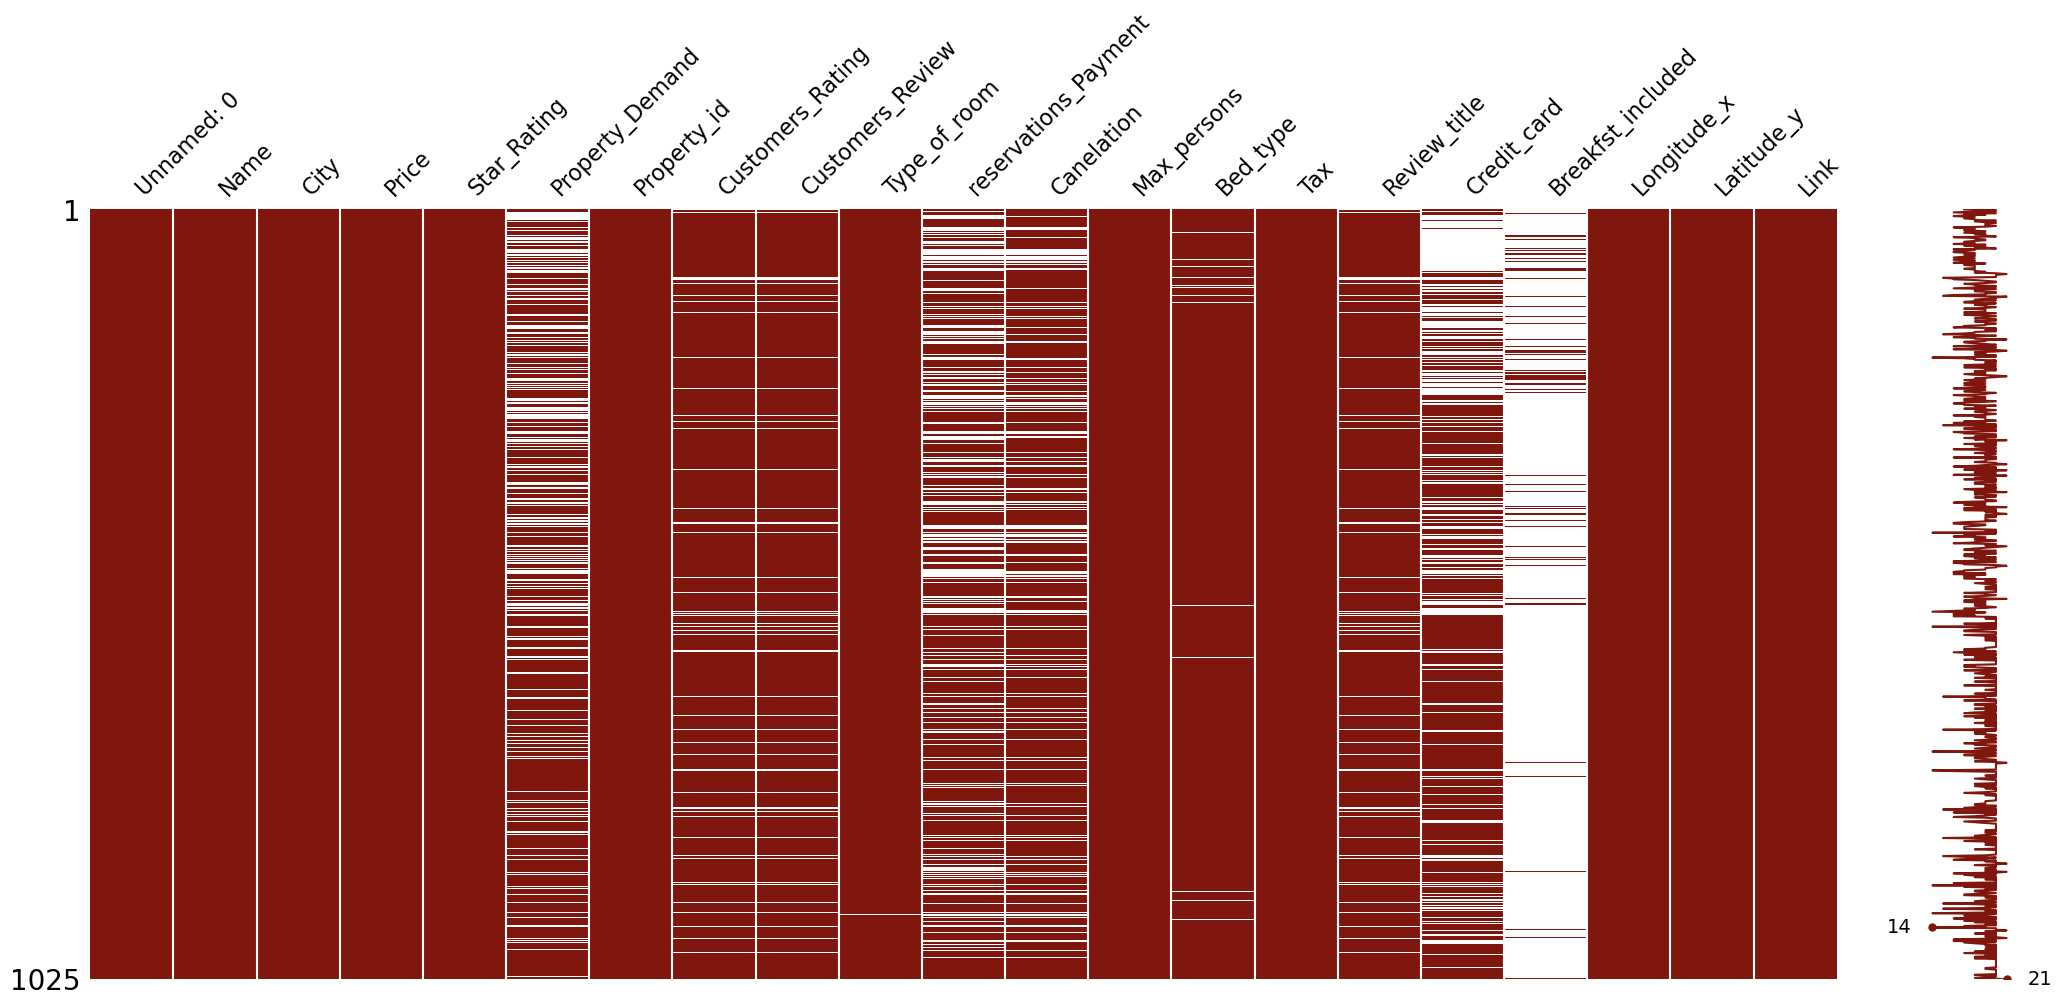 Unnamed: 0
Name
City
Price
Star_Rating
Property_Demand
Property_id
Customers_Rating
Customers_Review
Type_of_room
reservations_Payment
Canelation
Max_persons
Bed_type
Tax
Review_title
Credit_card
Breakfst_included
Longitude_x
Latitude_y
Link
1
14
1025
21